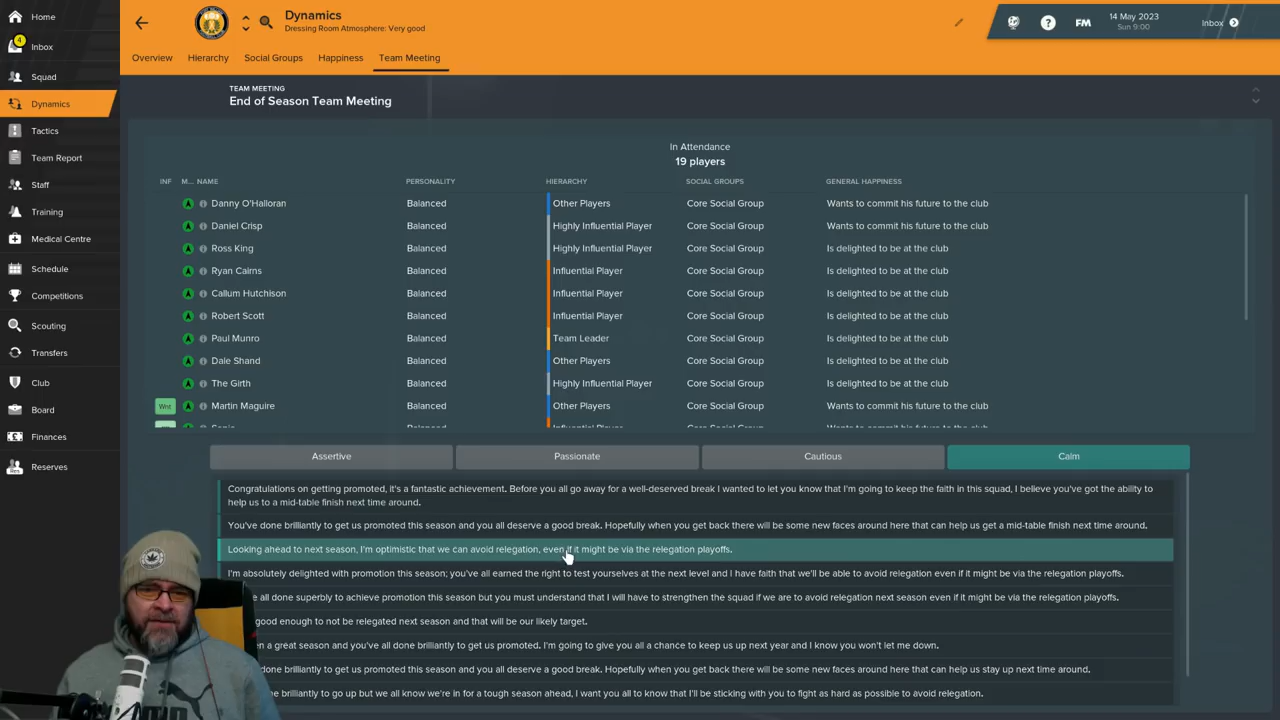 Home
4
Inbox
Squad
Dynamics
Tactics
Team Report
Staff
Training
Medical Centre
Schedule
Competitions
Scouting
Transfers
Club
Board
Finances
Res
Reserves
Dynamics
Dressing Room Atmosphere: Very good
?
FM
14 May 2023
Sun 9:00
Inbox
Overview
Hierarchy
Social Groups
Happiness
Team Meeting
TEAM MEETING
End of Season Team Meeting
In Attendance
19 players
INF M... NAME PERSONALITY HIERARCHY SOCIAL GROUPS GENERAL HAPPINESS
Danny O'Halloran Balanced Other Players Core Social Group Wants to commit his future to the club
Daniel Crisp Balanced Highly Influential Player Core Social Group Wants to commit his future to the club
Ross King Balanced Highly Influential Player Core Social Group Is delighted to be at the club
Ryan Cairns Balanced Influential Player Core Social Group Is delighted to be at the club
Callum Hutchison Balanced Influential Player Core Social Group Is delighted to be at the club
Robert Scott Balanced Influential Player Core Social Group Is delighted to be at the club
Paul Munro Balanced Team Leader Core Social Group Is delighted to be at the club
Dale Shand Balanced Other Players Core Social Group Is delighted to be at the club
The Girth Balanced Highly Influential Player Core Social Group Is delighted to be at the club
Wnt Martin Maguire Balanced Other Players Core Social Group Wants to commit his future to the club
Assertive
Passionate
Cautious
Calm
Congratulations on getting promoted, it's a fantastic achievement. Before you all go away for a well-deserved break I wanted to let you know that I'm going to keep the faith in this squad, I believe you've got the ability to
help us to a mid-table finish next time around.
You've done brilliantly to get us promoted this season and you all deserve a good break. Hopefully when you get back there will be some new faces around here that can help us get a mid-table finish next time around.
Looking ahead to next season, I'm optimistic that we can avoid relegation, even if it might be via the relegation playoffs.
I'm absolutely delighted with promotion this season; you've all earned the right to test yourselves at the next level and I have faith that we'll be able to avoid relegation even if it might be via the relegation playoffs.
all done superbly to achieve promotion this season but you must understand that I will have to strengthen the squad if we are to avoid relegation next season even if it might be via the relegation playoffs.
good enough to not be relegated next season and that will be our likely target.
a great season and you've all done brilliantly to get us promoted. I'm going to give you all a chance to keep us up next year and I know you won't let me down.
done brilliantly to get us promoted this season and you all deserve a good break. Hopefully when you get back there will be some new faces around here that can help us stay up next time around.
brilliantly to go up but we all know we're in for a tough season ahead, I want you all to know that I'll be sticking with you to fight as hard as possible to avoid relegation.